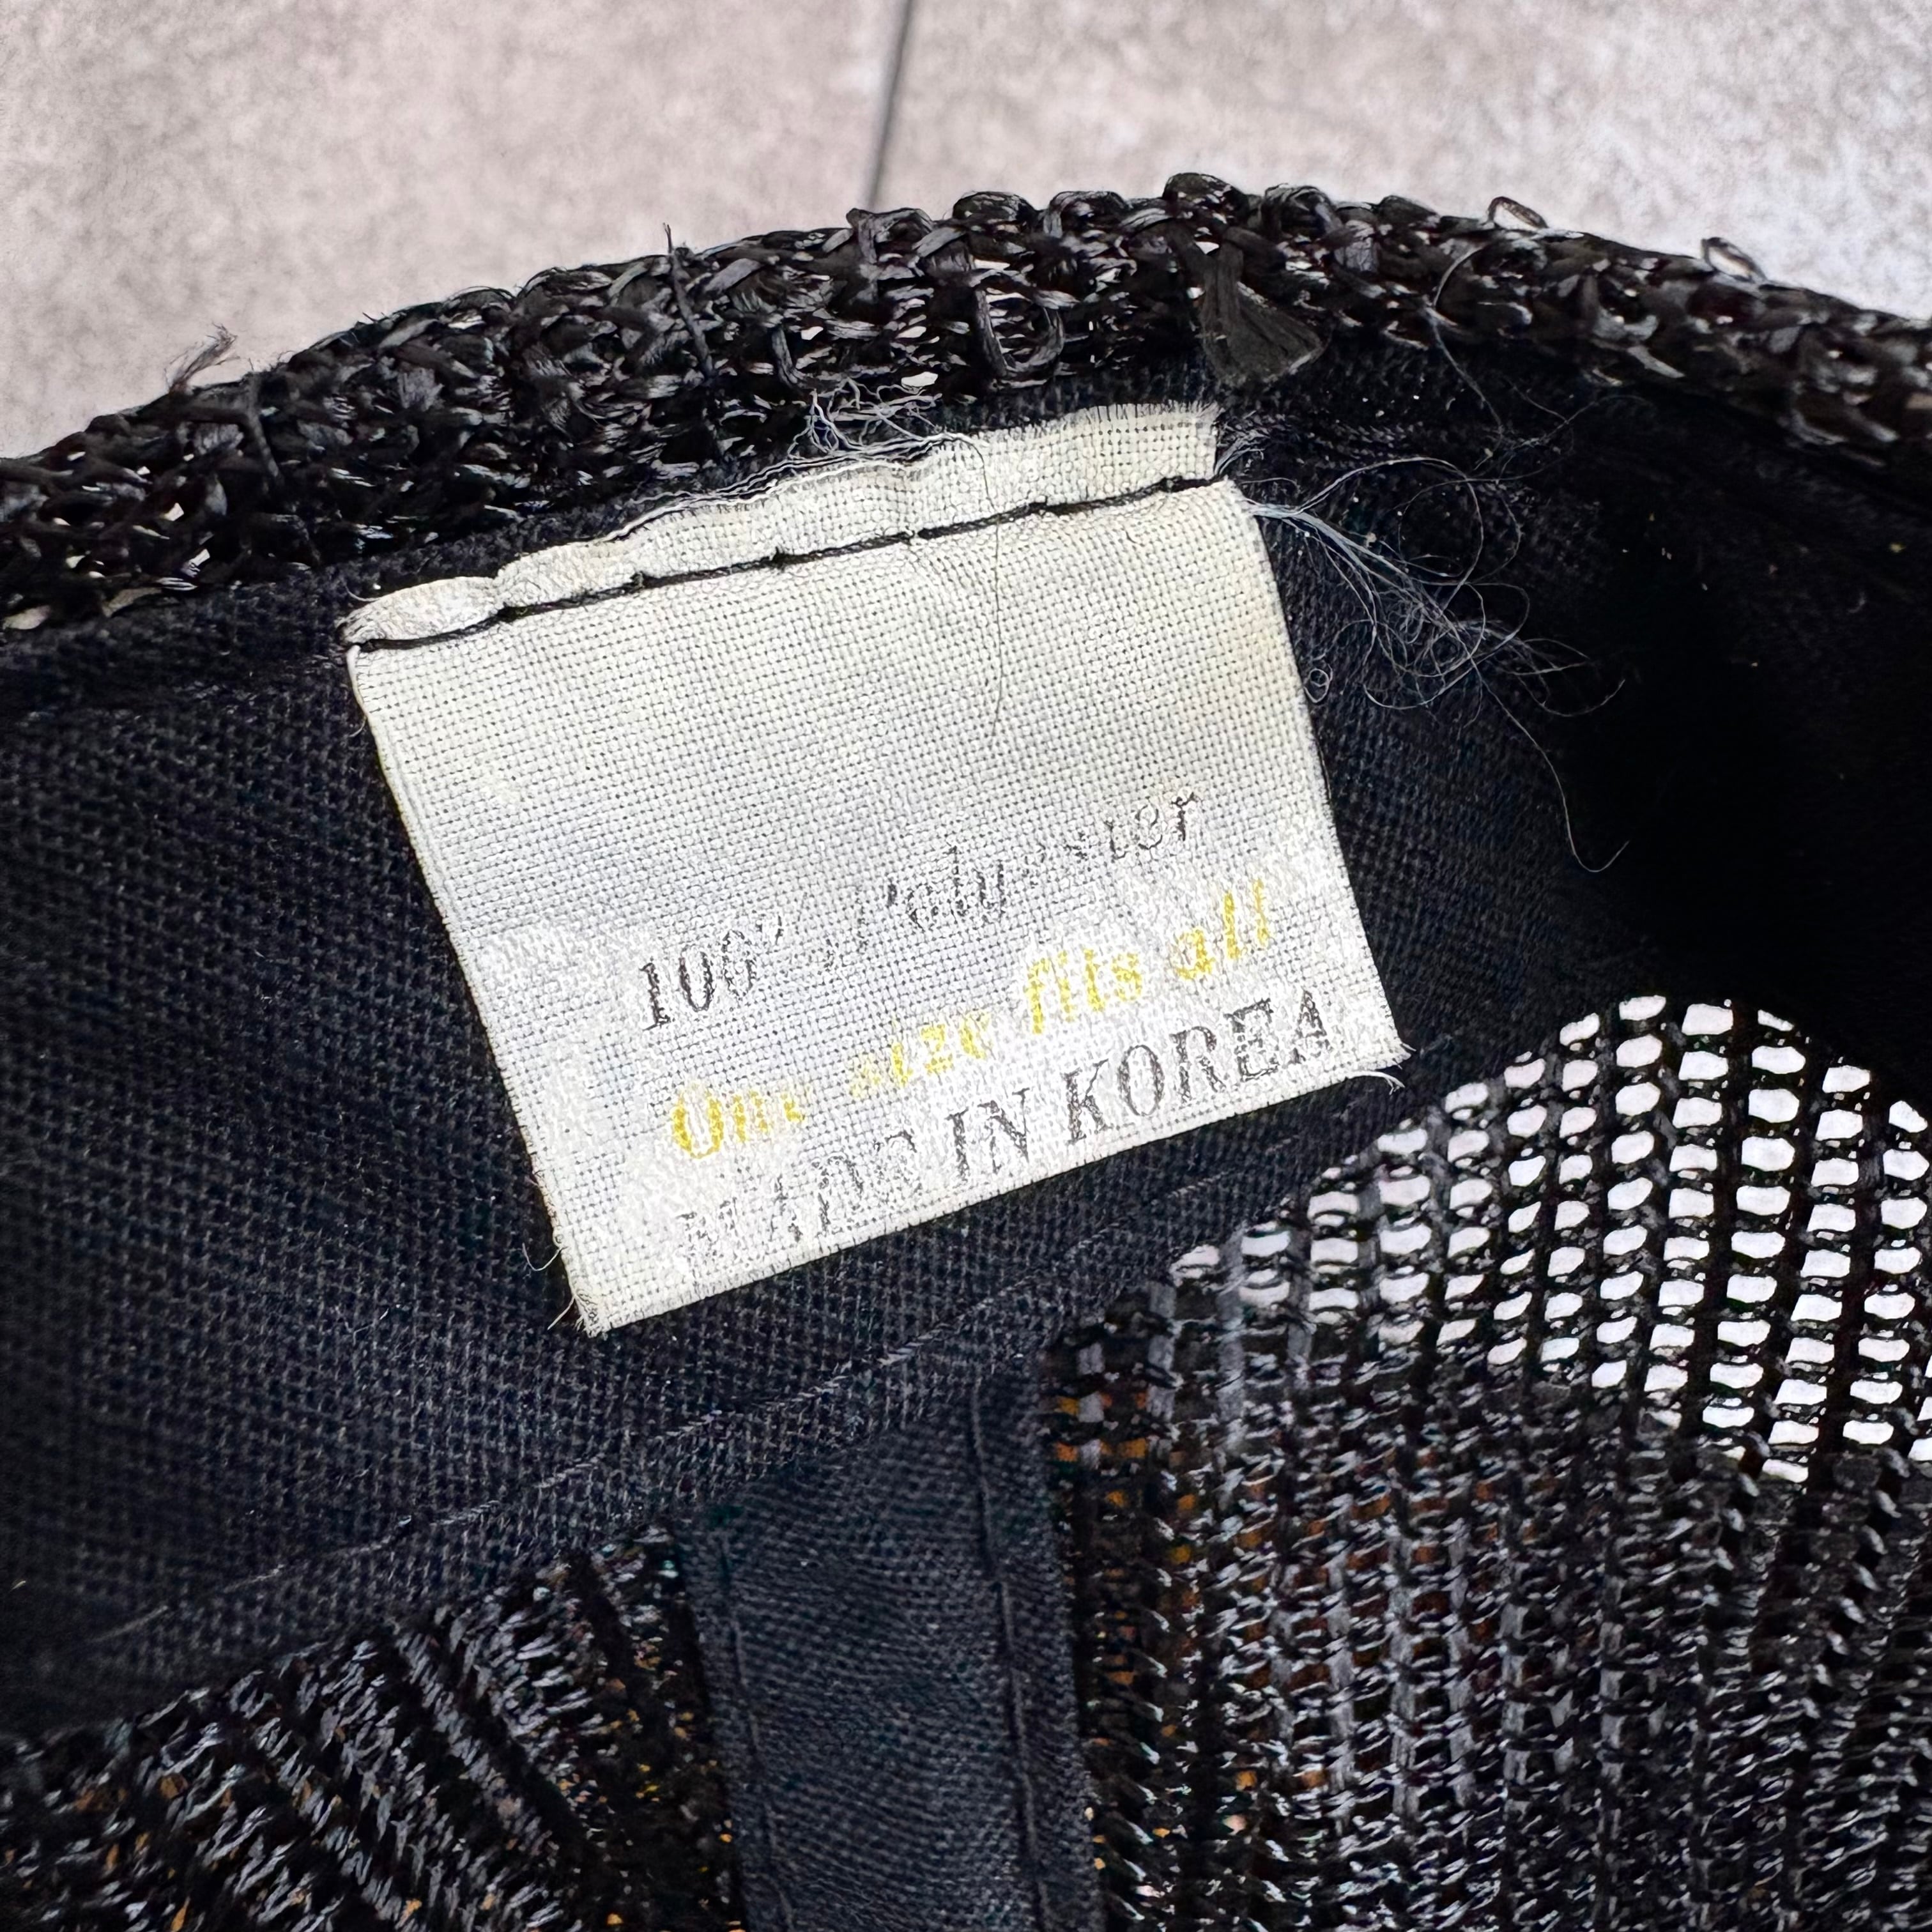 100% Polyester
One size fits all
MADE IN KOREA